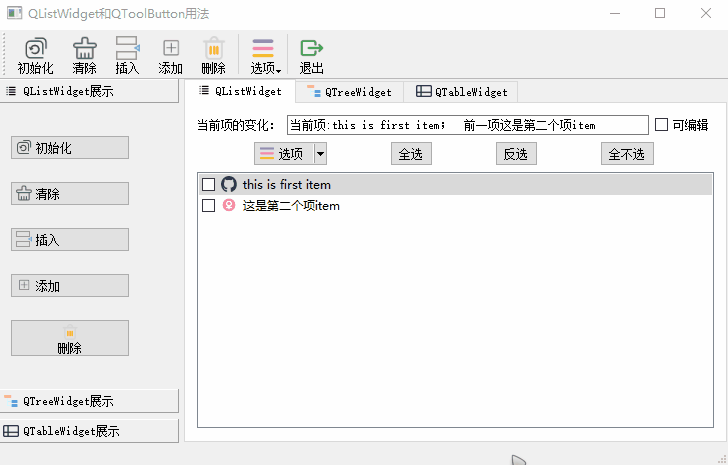 QListWidget和QToolButton用法
初始化 清除 插入 添加 删除 选项 退出
QListWidget展示
QListWidget QTreeWidget QTableWidget
当前项的变化： 当前项:this is first item； 前一项这是第二个项item 可编辑
选项 全选 反选 全不选
初始化
清除
插入
添加
删除
this is first item
这是第二个项item
QTreeWidget展示
QTableWidget展示